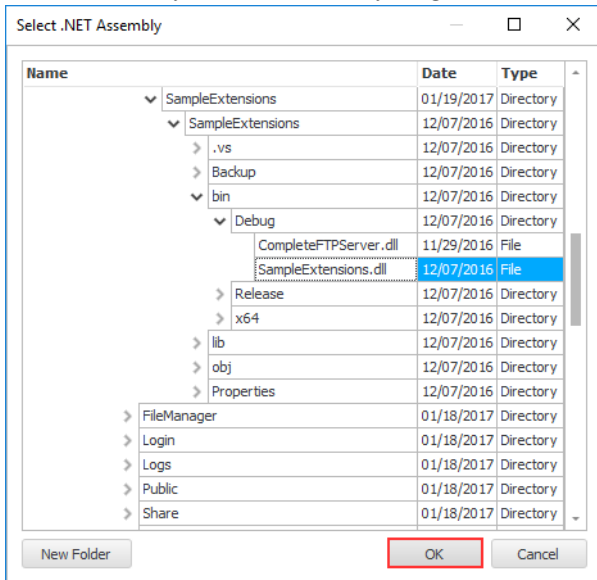 Select .NET Assembly
Name Date Type
SampleExtensions 01/19/2017 Directory
SampleExtensions 12/07/2016 Directory
.vs 12/07/2016 Directory
Backup 12/07/2016 Directory
bin 12/07/2016 Directory
Debug 12/07/2016 Directory
CompleteFTPServer.dll 11/29/2016 File
SampleExtensions.dll 12/07/2016 File
Release 12/07/2016 Directory
x64 12/07/2016 Directory
lib 12/07/2016 Directory
obj 12/07/2016 Directory
Properties 12/07/2016 Directory
FileManager 01/18/2017 Directory
Login 01/18/2017 Directory
Logs 01/18/2017 Directory
Public 01/18/2017 Directory
Share 01/18/2017 Directory
New Folder OK Cancel